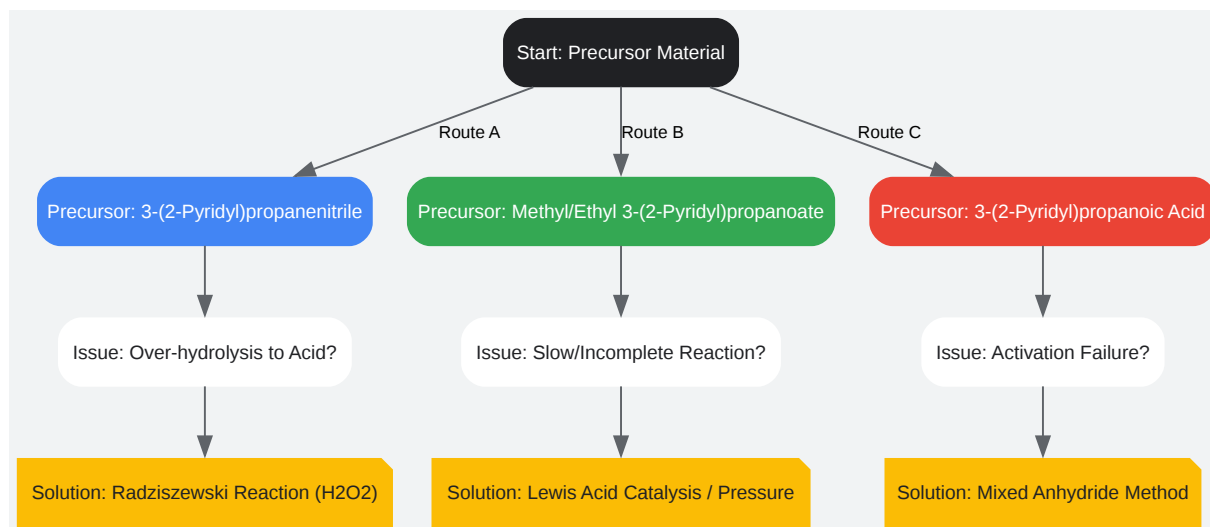 Start: Precursor Material
Route A
Route B
Route C
Precursor: 3-(2-Pyridyl)propanenitrile
Precursor: Methyl/Ethyl 3-(2-Pyridyl)propanoate
Precursor: 3-(2-Pyridyl)propanoic Acid
Issue: Over-hydrolysis to Acid?
Issue: Slow/Incomplete Reaction?
Issue: Activation Failure?
Solution: Radziszewski Reaction (H2O2)
Solution: Lewis Acid Catalysis / Pressure
Solution: Mixed Anhydride Method